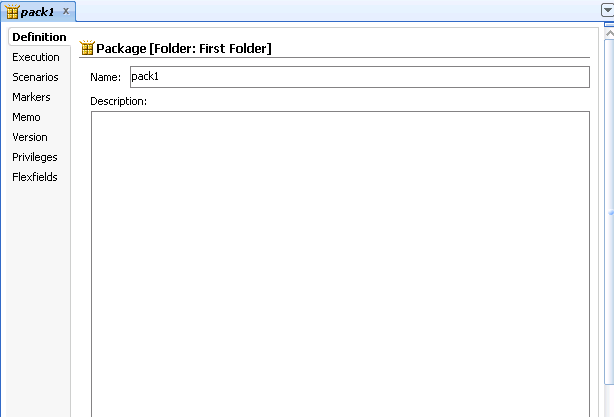 pack1 x
Definition
Execution
Scenarios
Markers
Memo
Version
Privileges
Flexfields
Package [Folder: First Folder]
Name: pack1
Description: